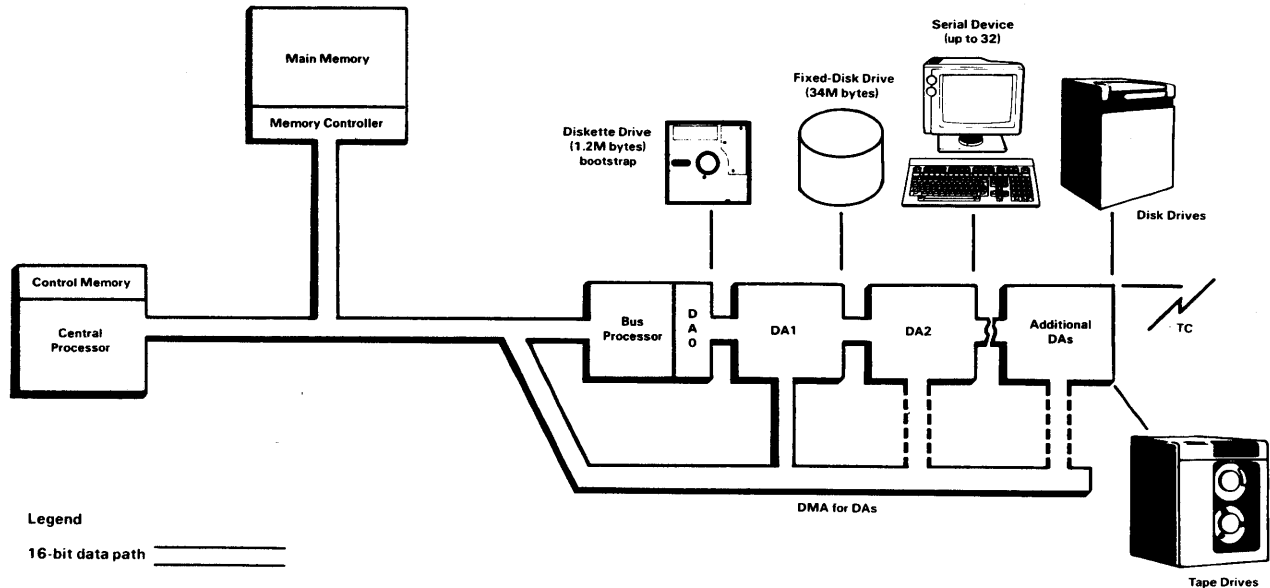 Main Memory
Memory Controller
Serial Device
(up to 32)
Fixed-Disk Drive
(34M bytes)
Diskette Drive
(1.2M bytes)
bootstrap
Disk Drives
Control Memory
Central
Processor
Bus
Processor
D
A
0
DA1
DA2
Additional
DAs
TC
DMA for DAs
Legend
16-bit data path
Tape Drives